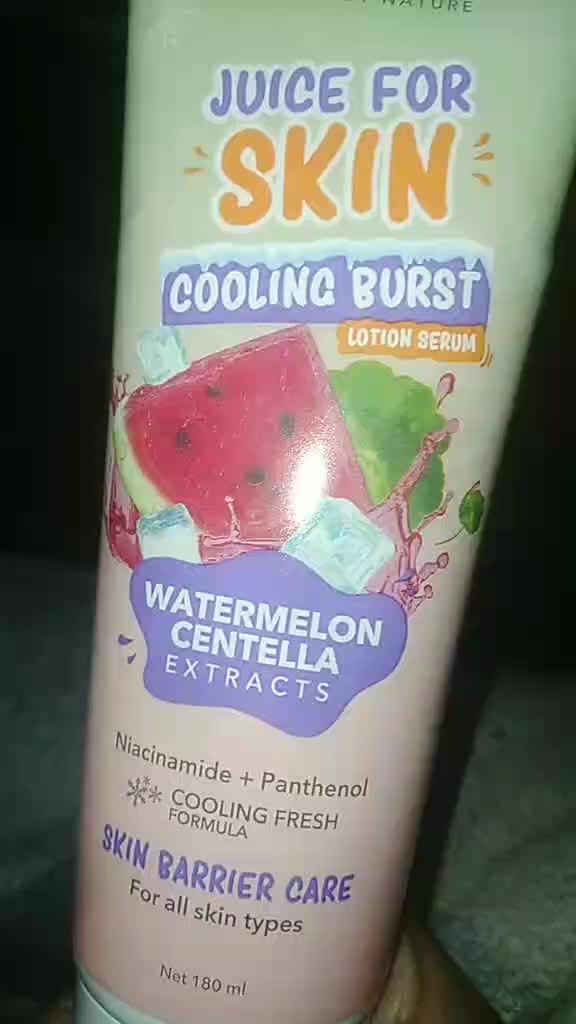 NATURE
JUICE FOR
SKIN
COOLING BURST
LOTION SERUM
WATERMELON
CENTELLA
EXTRACTS
Niacinamide + Panthenol
COOLING FRESH
FORMULA
SKIN BARRIER CARE
For all skin types
Net 180 ml